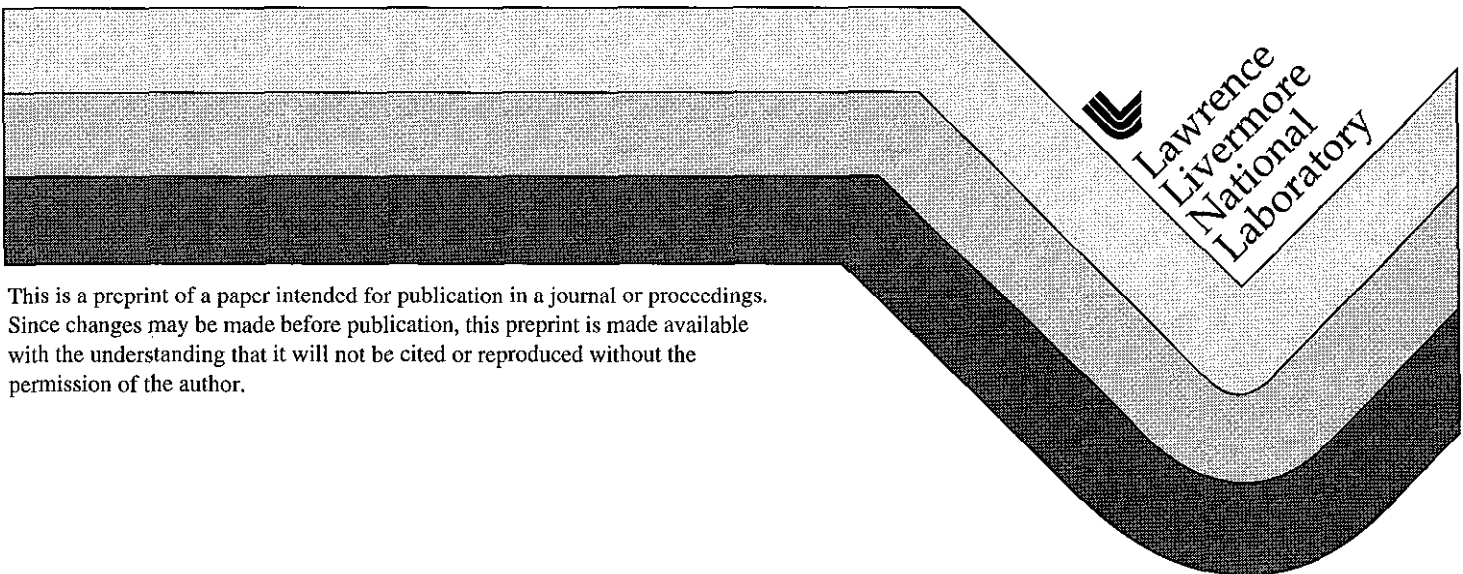 Lawrence
Livermore
National
Laboratory
This is a preprint of a paper intended for publication in a journal or proceedings.
Since changes may be made before publication, this preprint is made available
with the understanding that it will not be cited or reproduced without the
permission of the author.